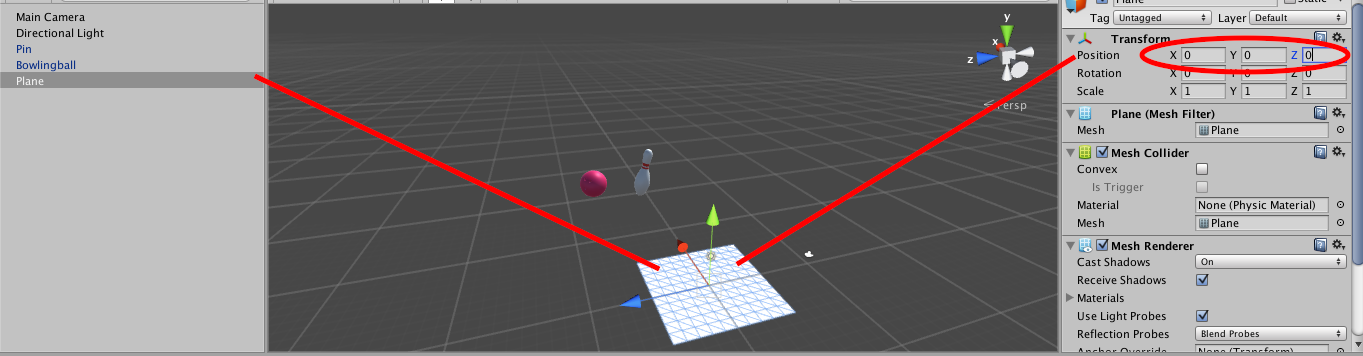 Main Camera
Directional Light
Pin
Bowlingball
Plane
y
x
z
Persp
Plane Static
Tag Untagged Layer Default
Transform
Position X 0 Y 0 Z 0
Rotation X 0 Y 0 Z 0
Scale X 1 Y 1 Z 1
Plane (Mesh Filter)
Mesh Plane
Mesh Collider
Convex
Is Trigger
Material None (Physic Material)
Mesh Plane
Mesh Renderer
Cast Shadows On
Receive Shadows
Materials
Use Light Probes
Reflection Probes Blend Probes
Anchor Override None (Transform)